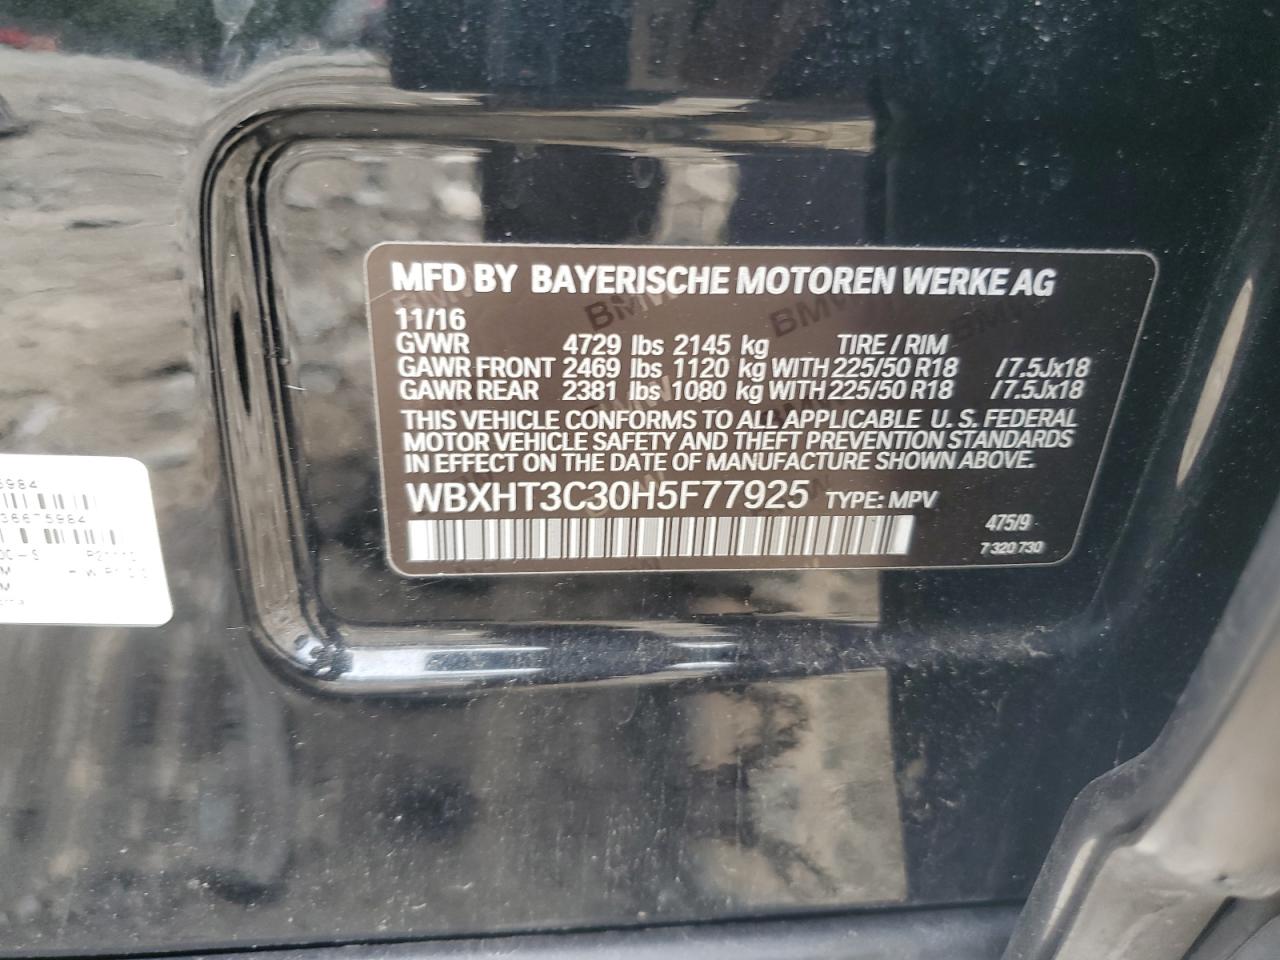 MFD BY BAYERISCHE MOTOREN WERKE AG
11/16
GVWR 4729 lbs 2145 kg TIRE / RIM
GAWR FRONT 2469 lbs 1120 kg WITH 225/50 R18 /7.5Jx18
GAWR REAR 2381 lbs 1080 kg WITH 225/50 R18 /7.5Jx18
THIS VEHICLE CONFORMS TO ALL APPLICABLE U. S. FEDERAL
MOTOR VEHICLE SAFETY AND THEFT PREVENTION STANDARDS
IN EFFECT ON THE DATE OF MANUFACTURE SHOWN ABOVE.
WBXHT3C30H5F77925 TYPE: MPV
475/9
7 320 730